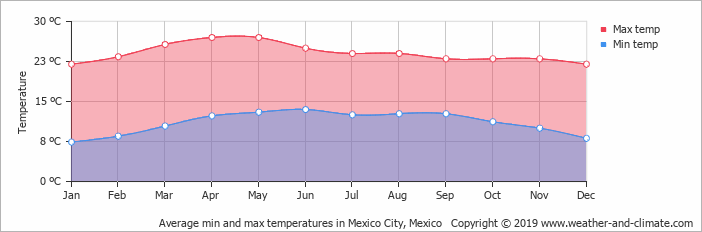 30 ºC
23 ºC
15 ºC
8 ºC
0 ºC
Temperature
Jan Feb Mar Apr May Jun Jul Aug Sep Oct Nov Dec
Max temp
Min temp
Average min and max temperatures in Mexico City, Mexico Copyright © 2019 www.weather-and-climate.com